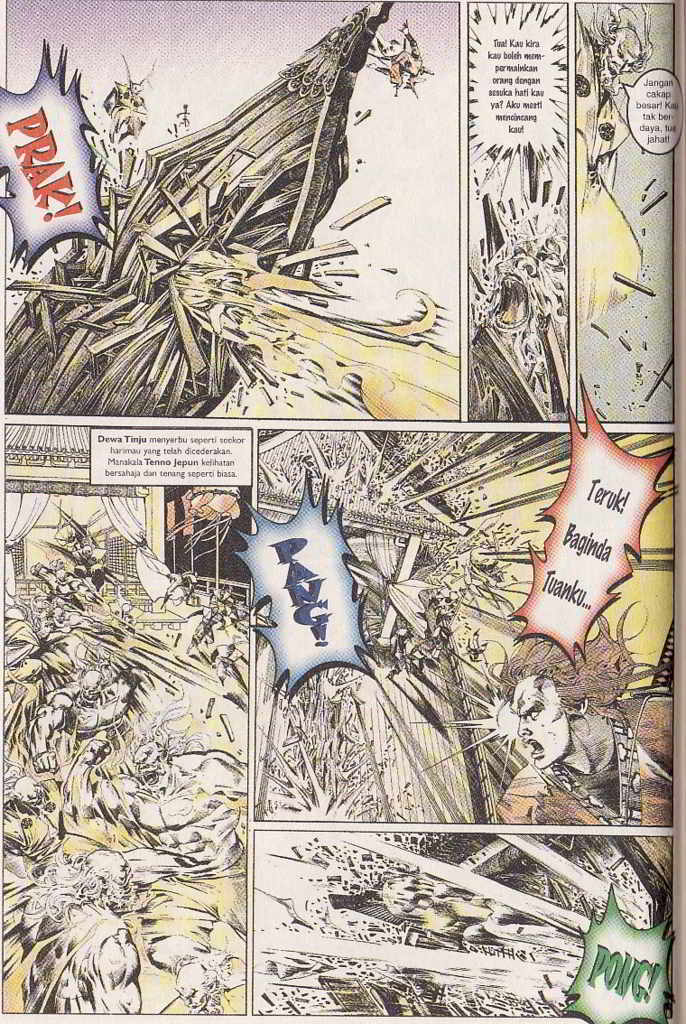 PRAK!
Tua! Kau kira
kau boleh mem-
permainkan
orang dengan
sesuka hati kau
ya? Aku mesti
mencincang
kau!
Jangan
cakap
besar! Kau
tak ber-
daya, tua
jahat!
Dewa Tinju menyerbu seperti seekor
harimau yang telah dicederakan.
Manakala Tenno Jepun kelihatan
bersahaja dan tenang seperti biasa.
PANG!
Teruk!
Baginda
Tuanku...
PONG!